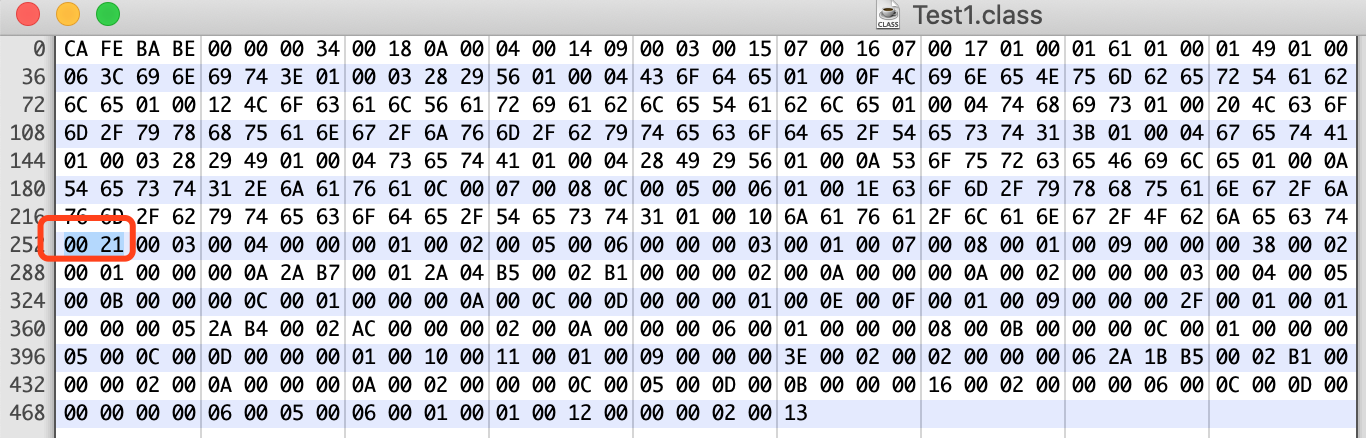 CLASS Test1.class
0 CA FE BA BE 00 00 00 34 00 18 0A 00 04 00 14 09 00 03 00 15 07 00 16 07 00 17 01 00 01 61 01 00 01 49 01 00
36 06 3C 69 6E 69 74 3E 01 00 03 28 29 56 01 00 04 43 6F 64 65 01 00 0F 4C 69 6E 65 4E 75 6D 62 65 72 54 61 62
72 6C 65 01 00 12 4C 6F 63 61 6C 56 61 72 69 61 62 6C 65 54 61 62 6C 65 01 00 04 74 68 69 73 01 00 20 4C 63 6F
108 6D 2F 79 78 68 75 61 6E 67 2F 6A 76 6D 2F 62 79 74 65 63 6F 64 65 2F 54 65 73 74 31 3B 01 00 04 67 65 74 41
144 01 00 03 28 29 49 01 00 04 73 65 74 41 01 00 04 28 49 29 56 01 00 0A 53 6F 75 72 63 65 46 69 6C 65 01 00 0A
180 54 65 73 74 31 2E 6A 61 76 61 0C 00 07 00 08 0C 00 05 00 06 01 00 1E 63 6F 6D 2F 79 78 68 75 61 6E 67 2F 6A
216 76 6D 2F 62 79 74 65 63 6F 64 65 2F 54 65 73 74 31 01 00 10 6A 61 76 61 2F 6C 61 6E 67 2F 4F 62 6A 65 63 74
252 00 21 00 03 00 04 00 00 00 01 00 02 00 05 00 06 00 00 00 03 00 01 00 07 00 08 00 01 00 09 00 00 00 38 00 02
288 00 01 00 00 00 0A 2A B7 00 01 2A 04 B5 00 02 B1 00 00 00 02 00 0A 00 00 00 0A 00 02 00 00 00 03 00 04 00 05
324 00 0B 00 00 00 0C 00 01 00 00 00 0A 00 0C 00 0D 00 00 00 01 00 0E 00 0F 00 01 00 09 00 00 00 2F 00 01 00 01
360 00 00 00 05 2A B4 00 02 AC 00 00 00 02 00 0A 00 00 00 06 00 01 00 00 00 08 00 0B 00 00 00 0C 00 01 00 00 00
396 05 00 0C 00 0D 00 00 00 01 00 10 00 11 00 01 00 09 00 00 00 3E 00 02 00 02 00 00 00 06 2A 1B B5 00 02 B1 00
432 00 00 02 00 0A 00 00 00 0A 00 02 00 00 00 0C 00 05 00 0D 00 0B 00 00 00 16 00 02 00 00 00 06 00 0C 00 0D 00
468 00 00 00 00 06 00 05 00 06 00 01 00 01 00 12 00 00 00 02 00 13